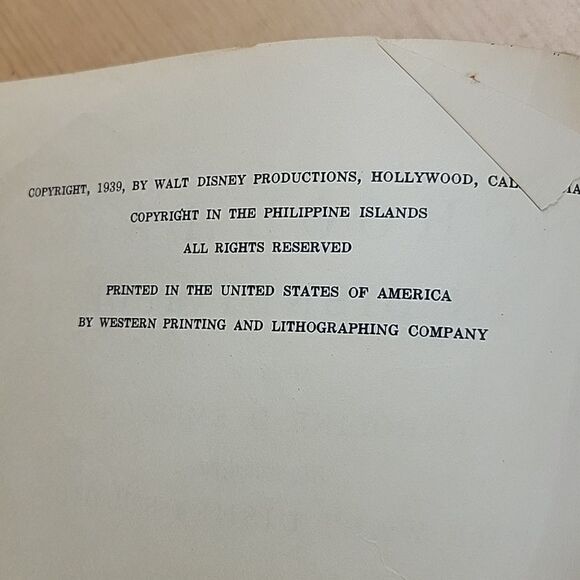 COPYRIGHT, 1939, BY WALT DISNEY PRODUCTIONS, HOLLYWOOD,
COPYRIGHT IN THE PHILIPPINE ISLANDS
ALL RIGHTS RESERVED
PRINTED IN THE UNITED STATES OF AMERICA
BY WESTERN PRINTING AND LITHOGRAPHING COMPANY